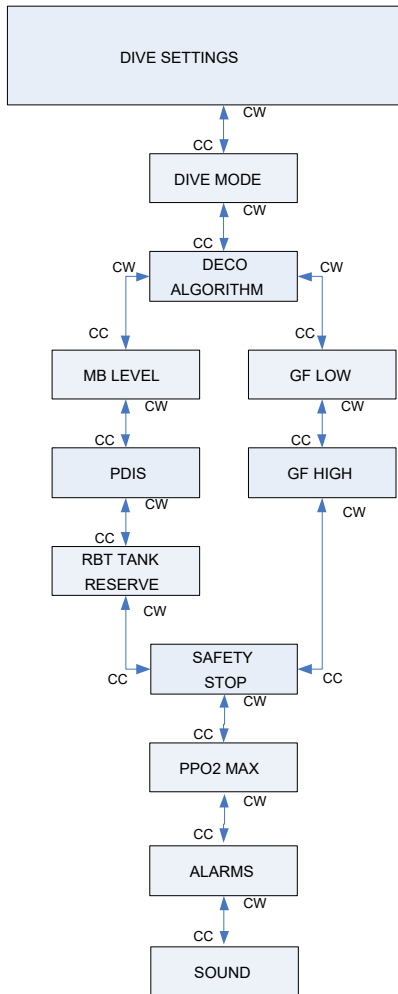 DIVE SETTINGS
CW
CC
DIVE MODE
CW
CC
CW
DECO
ALGORITHM
CW
CC
CC
MB LEVEL
GF LOW
CW
CW
CC
CC
PDIS
GF HIGH
CW
CW
CC
RBT TANK
RESERVE
CW
SAFETY
STOP
CC
CC
CW
CC
PPO2 MAX
CW
CC
ALARMS
CW
CC
SOUND